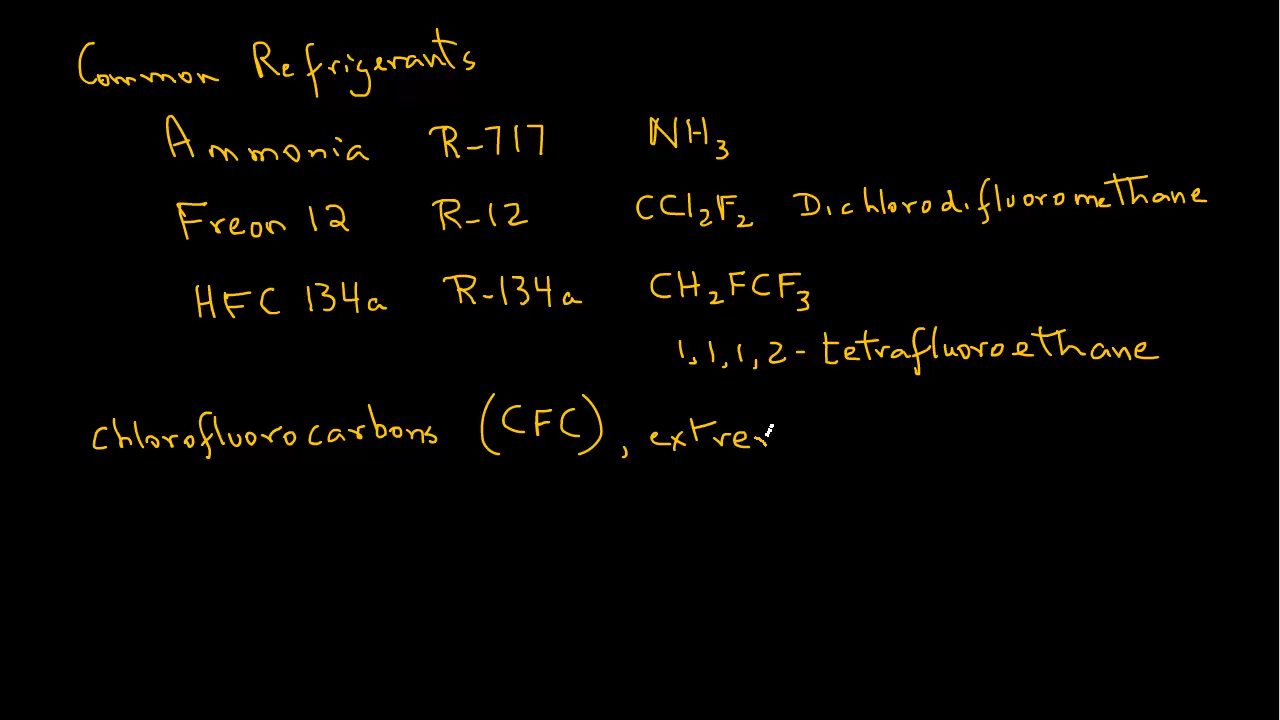 Common Refrigerants
Ammonia R-717 NH₃
Freon 12 R-12 CCl₂F₂ Dichlorodifluoromethane
HFC 134a R-134a CH₂FCF₃
1,1,1,2-tetrafluoroethane
chlorofluorocarbons (CFC),